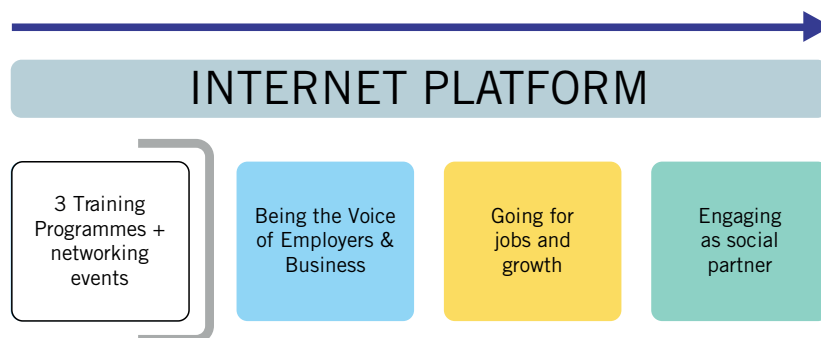 INTERNET PLATFORM
3 Training
Programmes +
networking
events
Being the Voice
of Employers &
Business
Going for
jobs and
growth
Engaging
as social
partner